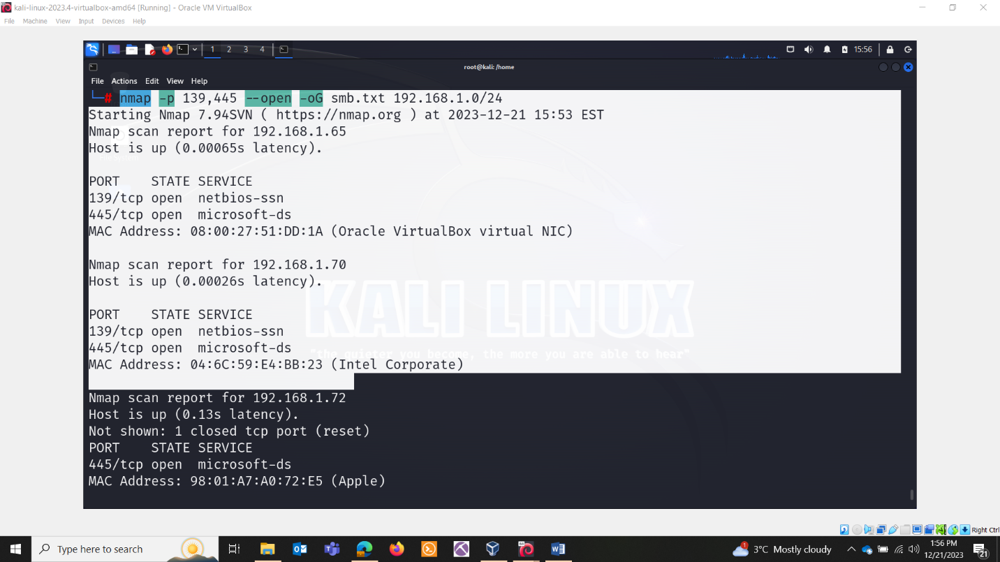 kali-linux-2023.4-virtualbox-amd64 [Running] - Oracle VM VirtualBox
File Machine View Input Devices Help
1 2 3 4 15:56
root@kali: /home
File Actions Edit View Help
└─# nmap -p 139,445 --open -oG smb.txt 192.168.1.0/24
Starting Nmap 7.94SVN ( https://nmap.org ) at 2023-12-21 15:53 EST
Nmap scan report for 192.168.1.65
Host is up (0.00065s latency).
PORT STATE SERVICE
139/tcp open netbios-ssn
445/tcp open microsoft-ds
MAC Address: 08:00:27:51:DD:1A (Oracle VirtualBox virtual NIC)
Nmap scan report for 192.168.1.70
Host is up (0.00026s latency).
KALI LINUX
PORT STATE SERVICE
139/tcp open netbios-ssn
445/tcp open microsoft-ds
"the quieter you become, the more you are able to hear"
MAC Address: 04:6C:59:E4:BB:23 (Intel Corporate)
Nmap scan report for 192.168.1.72
Host is up (0.13s latency).
Not shown: 1 closed tcp port (reset)
PORT STATE SERVICE
445/tcp open microsoft-ds
MAC Address: 98:01:A7:A0:72:E5 (Apple)
Right Ctrl
Type here to search
1
3°C Mostly cloudy
1:56 PM
12/21/2023
21